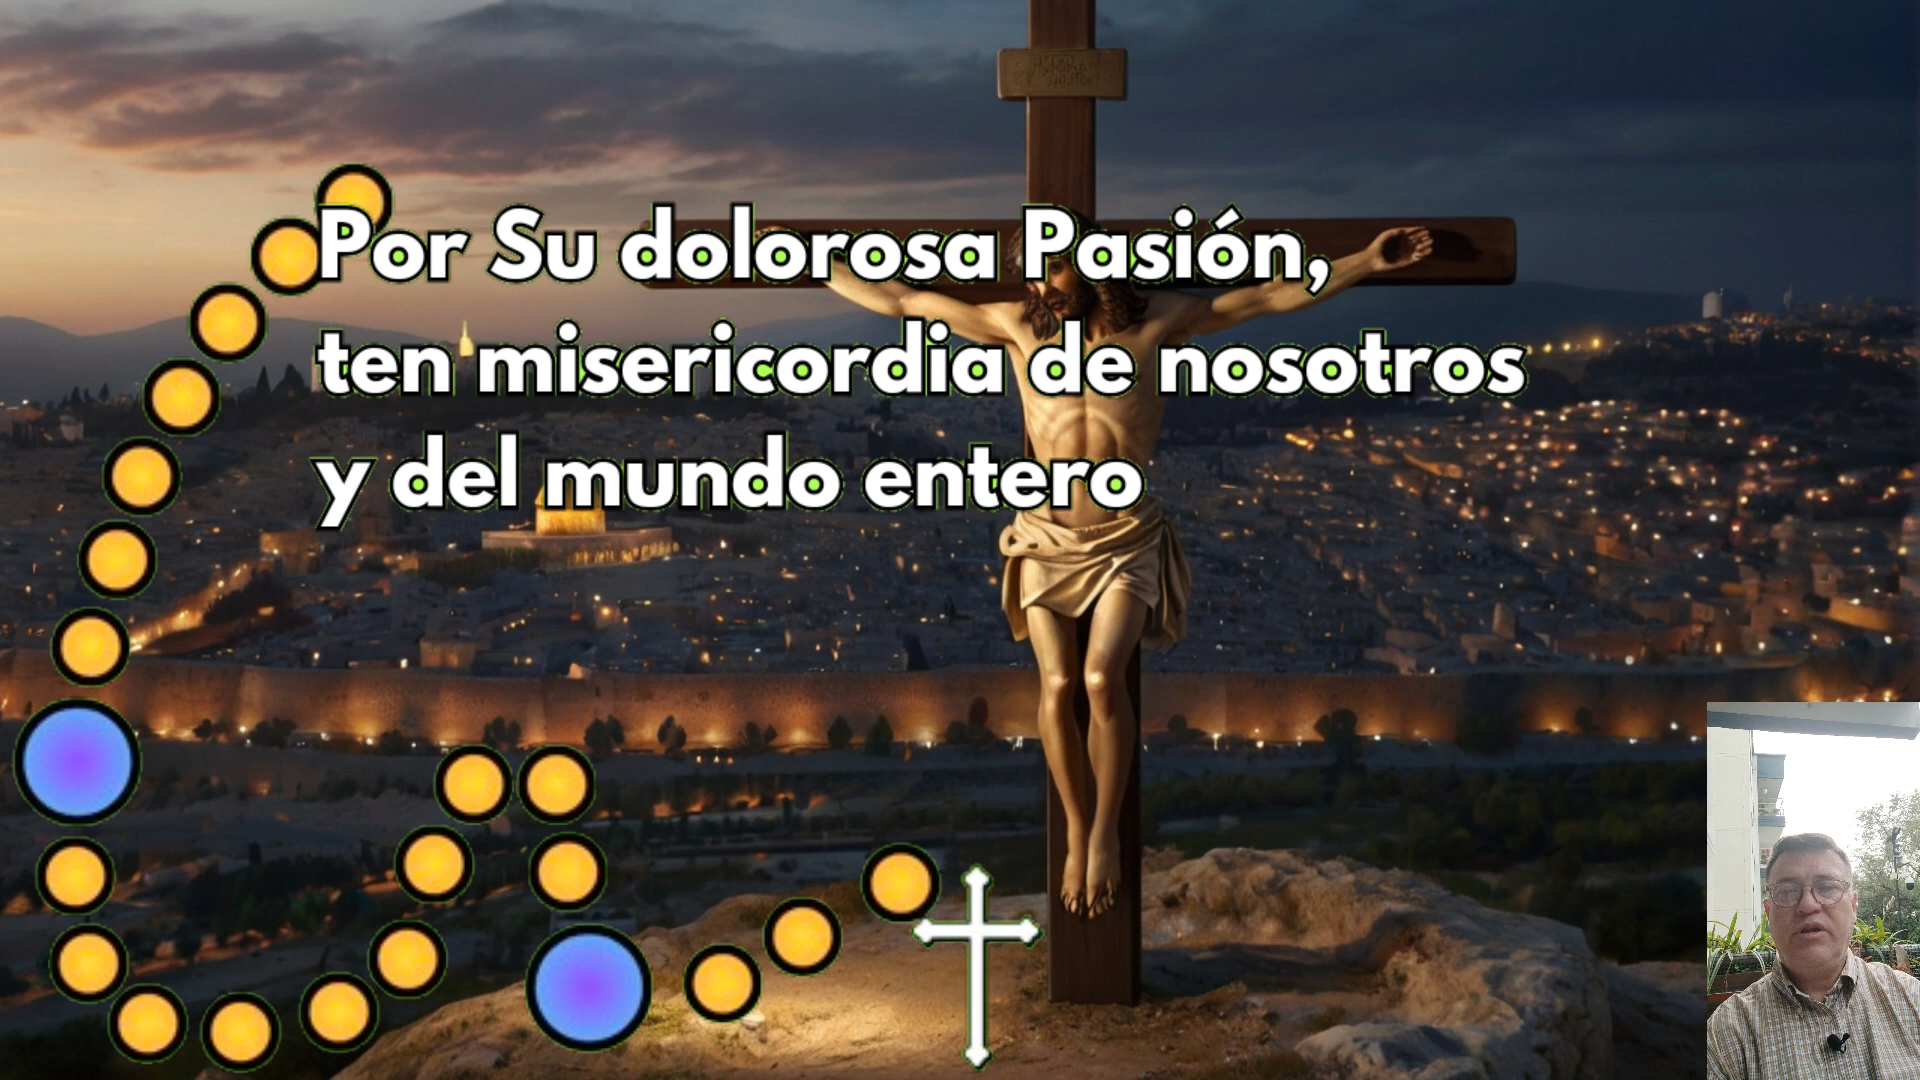 Por Su dolorosa Pasión,
ten misericordia de nosotros
y del mundo entero